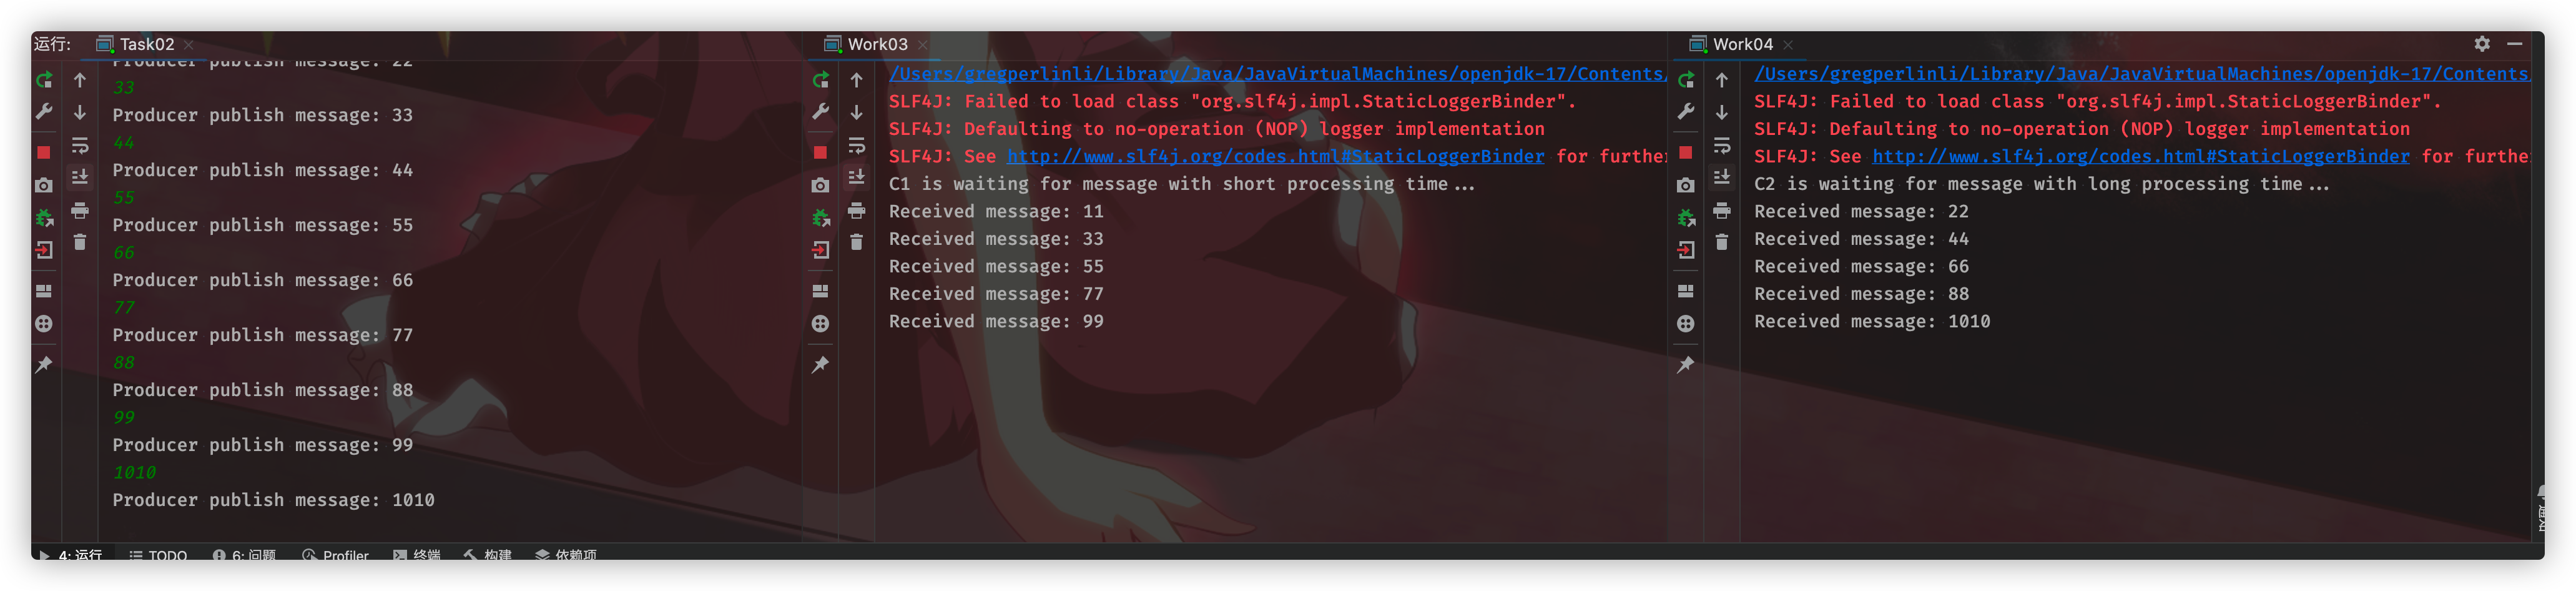 运行:
Task02
Producer publish message: 22
33
Producer publish message: 33
44
Producer publish message: 44
55
Producer publish message: 55
66
Producer publish message: 66
77
Producer publish message: 77
88
Producer publish message: 88
99
Producer publish message: 99
1010
Producer publish message: 1010
Work03
/Users/gregperlinli/Library/Java/JavaVirtualMachines/openjdk-17/Contents/
SLF4J: Failed to load class "org.slf4j.impl.StaticLoggerBinder".
SLF4J: Defaulting to no-operation (NOP) logger implementation
SLF4J: See http://www.slf4j.org/codes.html#StaticLoggerBinder for further
C1 is waiting for message with short processing time...
Received message: 11
Received message: 33
Received message: 55
Received message: 77
Received message: 99
Work04
/Users/gregperlinli/Library/Java/JavaVirtualMachines/openjdk-17/Contents/
SLF4J: Failed to load class "org.slf4j.impl.StaticLoggerBinder".
SLF4J: Defaulting to no-operation (NOP) logger implementation
SLF4J: See http://www.slf4j.org/codes.html#StaticLoggerBinder for furthe
C2 is waiting for message with long processing time...
Received message: 22
Received message: 44
Received message: 66
Received message: 88
Received message: 1010
通知
4: 运行 TODO 6: 问题 Profiler 终端 构建 依赖项